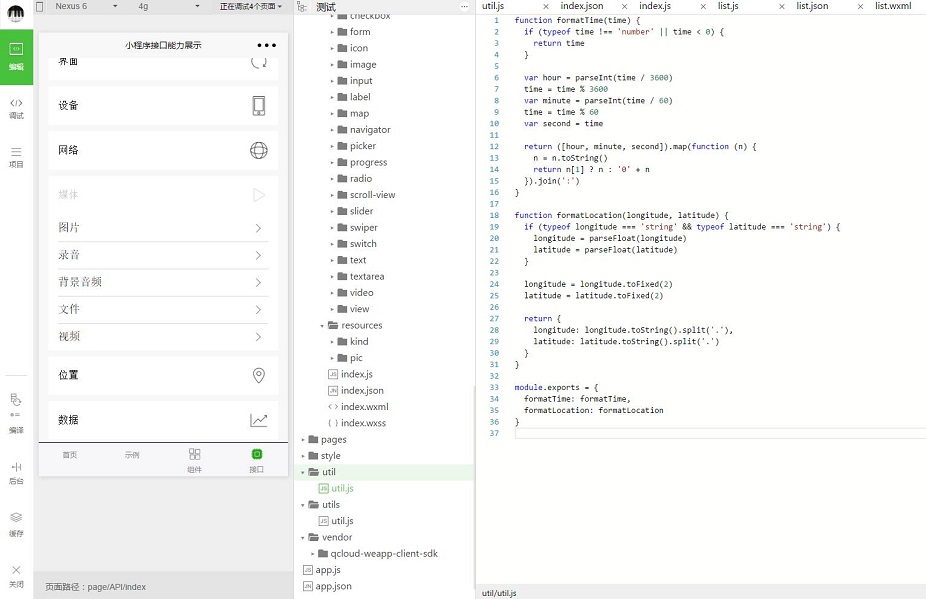 Nexus 6
4g
正在调试4个页面
编辑
调试
项目
编译
后台
缓存
关闭
小程序接口能力展示
界面
设备
网络
媒体
图片
录音
背景音频
文件
视频
位置
数据
首页
示例
组件
接口
页面路径：page/API/index
测试
checkbox
form
icon
image
input
label
map
navigator
picker
progress
radio
scroll-view
slider
swiper
switch
text
textarea
video
view
resources
kind
pic
index.js
index.json
index.wxml
index.wxss
pages
style
util
util.js
utils
util.js
vendor
qcloud-weapp-client-sdk
app.js
app.json
util.js × index.json × index.js × list.js × list.json × list.wxml
1 function formatTime(time) {
2 if (typeof time !== 'number' || time < 0) {
3 return time
4 }
5
6 var hour = parseInt(time / 3600)
7 time = time % 3600
8 var minute = parseInt(time / 60)
9 time = time % 60
10 var second = time
11
12 return ([hour, minute, second]).map(function (n) {
13 n = n.toString()
14 return n[1] ? n : '0' + n
15 }).join(':')
16 }
17
18 function formatLocation(longitude, latitude) {
19 if (typeof longitude === 'string' && typeof latitude === 'string') {
20 longitude = parseFloat(longitude)
21 latitude = parseFloat(latitude)
22 }
23
24 longitude = longitude.toFixed(2)
25 latitude = latitude.toFixed(2)
26
27 return {
28 longitude: longitude.toString().split('.'),
29 latitude: latitude.toString().split('.')
30 }
31 }
32
33 module.exports = {
34 formatTime: formatTime,
35 formatLocation: formatLocation
36 }
37
util/util.js